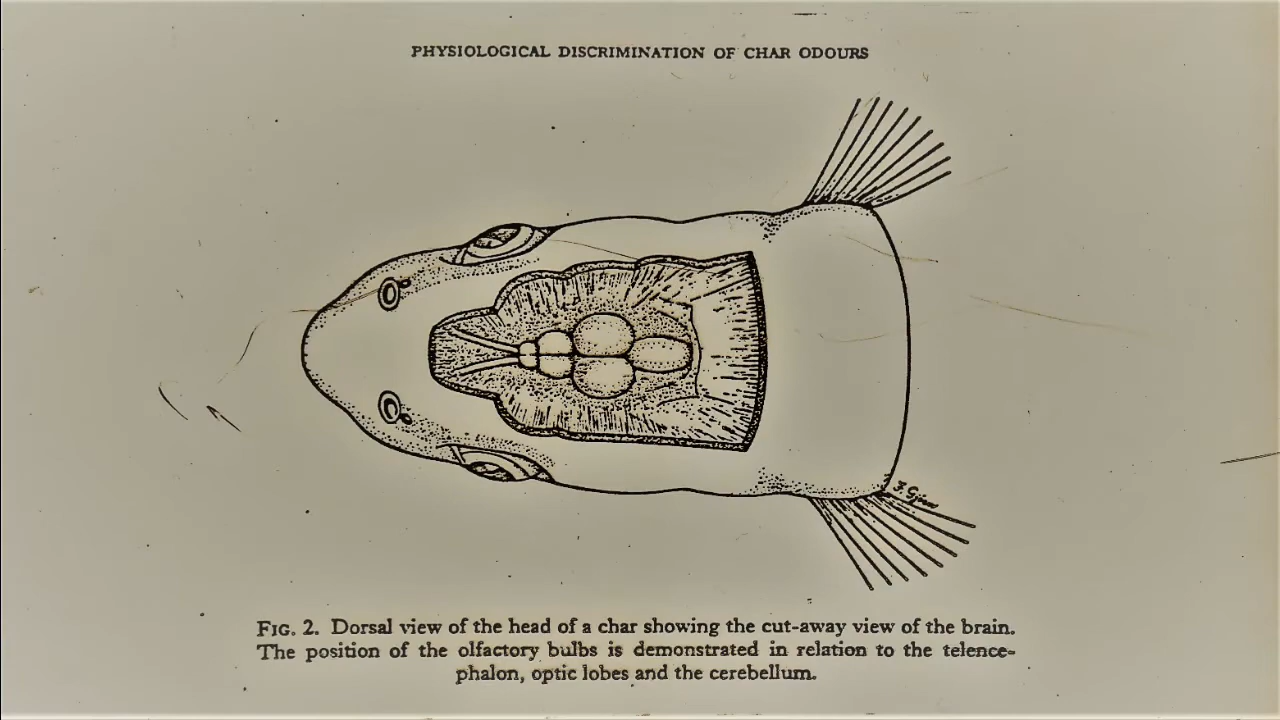 PHYSIOLOGICAL DISCRIMINATION OF CHAR ODOURS
FIG. 2. Dorsal view of the head of a char showing the cut-away view of the brain.
The position of the olfactory bulbs is demonstrated in relation to the telence-
phalon, optic lobes and the cerebellum.